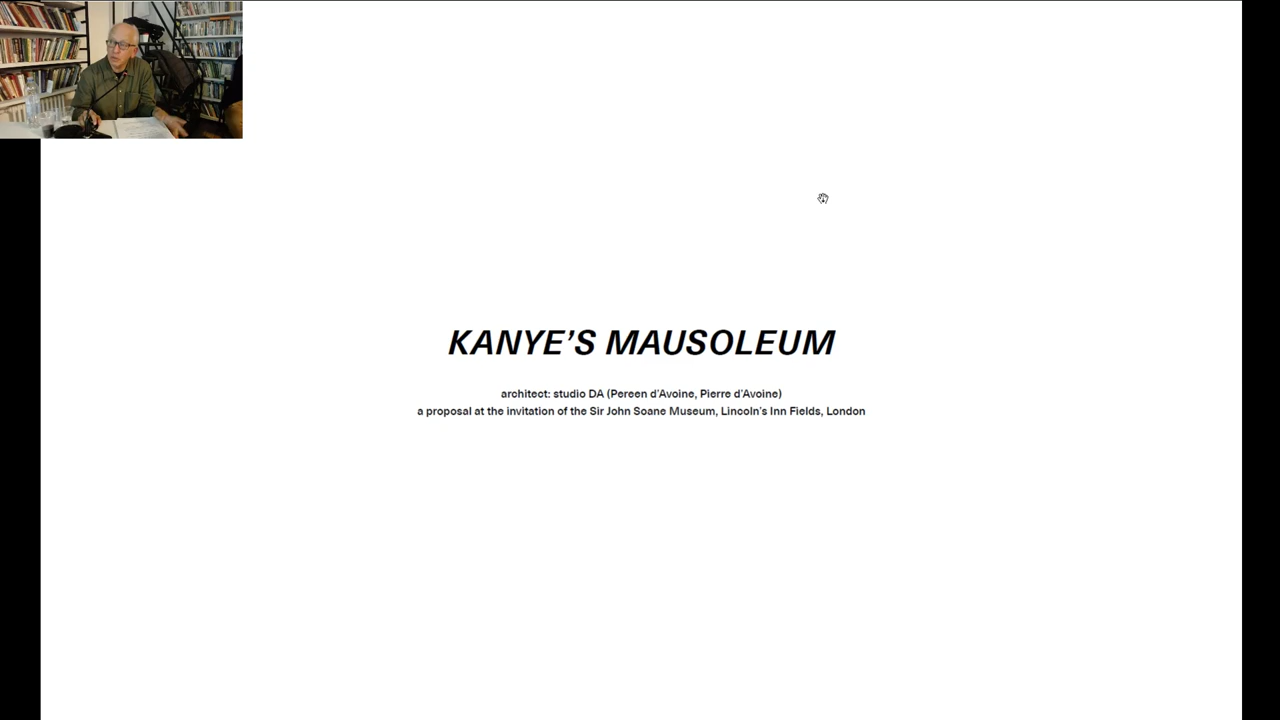 KANYE'S MAUSOLEUM
architect: studio DA (Pereen d'Avoine, Pierre d'Avoine)
a proposal at the invitation of the Sir John Soane Museum, Lincoln's Inn Fields, London